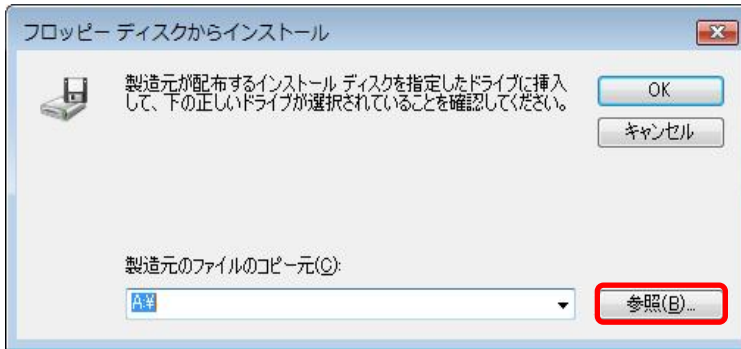 フロッピー ディスクからインストール
製造元が配布するインストール ディスクを指定したドライブに挿入
して、下の正しいドライブが選択されていることを確認してください。
OK
キャンセル
製造元のファイルのコピー元(C):
A:¥
参照(B)...